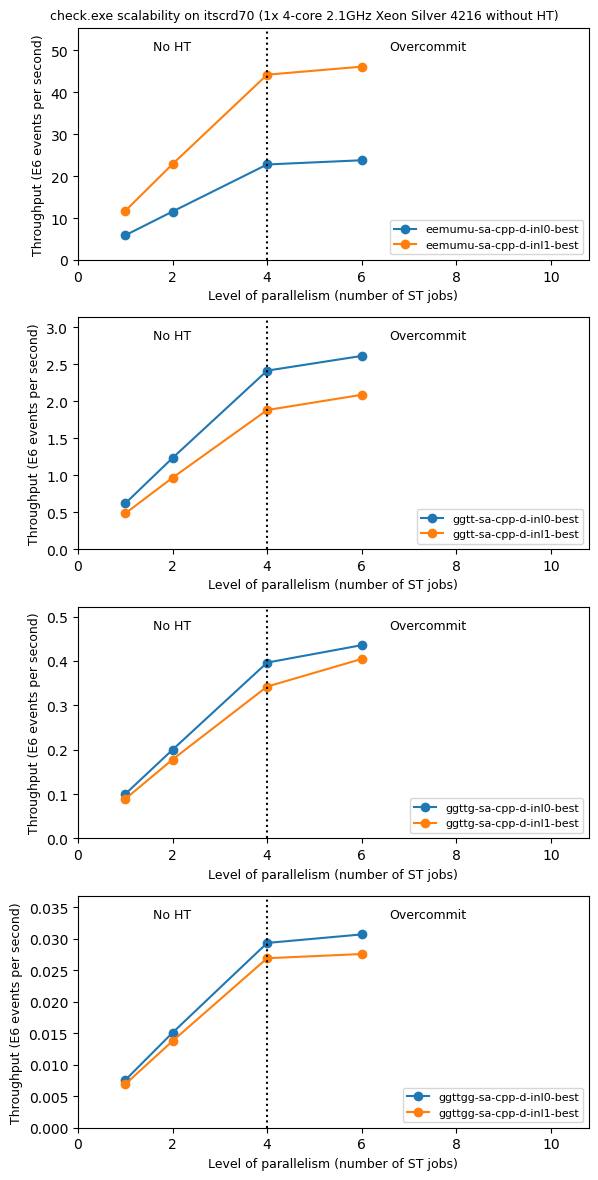 check.exe scalability on itscrd70 (1x 4-core 2.1GHz Xeon Silver 4216 without HT)
No HT
Overcommit
Throughput (E6 events per second)
50
40
30
20
10
0
0 2 4 6 8 10
Level of parallelism (number of ST jobs)
eemumu-sa-cpp-d-inl0-best
eemumu-sa-cpp-d-inl1-best
No HT
Overcommit
Throughput (E6 events per second)
3.0
2.5
2.0
1.5
1.0
0.5
0.0
0 2 4 6 8 10
Level of parallelism (number of ST jobs)
ggtt-sa-cpp-d-inl0-best
ggtt-sa-cpp-d-inl1-best
No HT
Overcommit
Throughput (E6 events per second)
0.5
0.4
0.3
0.2
0.1
0.0
0 2 4 6 8 10
Level of parallelism (number of ST jobs)
ggttg-sa-cpp-d-inl0-best
ggttg-sa-cpp-d-inl1-best
No HT
Overcommit
Throughput (E6 events per second)
0.035
0.030
0.025
0.020
0.015
0.010
0.005
0.000
0 2 4 6 8 10
Level of parallelism (number of ST jobs)
ggttgg-sa-cpp-d-inl0-best
ggttgg-sa-cpp-d-inl1-best